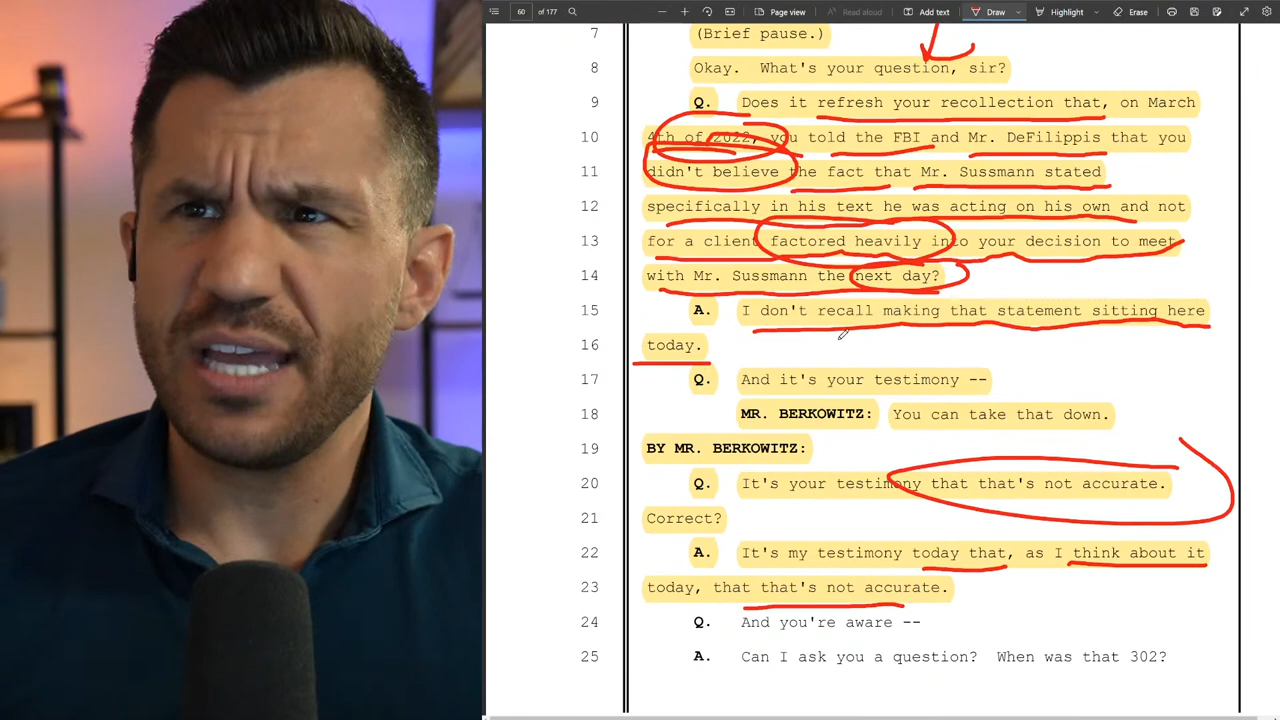 60 of 177
Page view
Read aloud
Add text
Draw
Highlight
Erase
7 (Brief pause.)
8 Okay. What's your question, sir?
9 Q. Does it refresh your recollection that, on March
10 4th of 2022, you told the FBI and Mr. DeFilippis that you
11 didn't believe the fact that Mr. Sussmann stated
12 specifically in his text he was acting on his own and not
13 for a client factored heavily into your decision to meet
14 with Mr. Sussmann the next day?
15 A. I don't recall making that statement sitting here
16 today.
17 Q. And it's your testimony --
18 MR. BERKOWITZ: You can take that down.
19 BY MR. BERKOWITZ:
20 Q. It's your testimony that that's not accurate.
21 Correct?
22 A. It's my testimony today that, as I think about it
23 today, that that's not accurate.
24 Q. And you're aware --
25 A. Can I ask you a question? When was that 302?